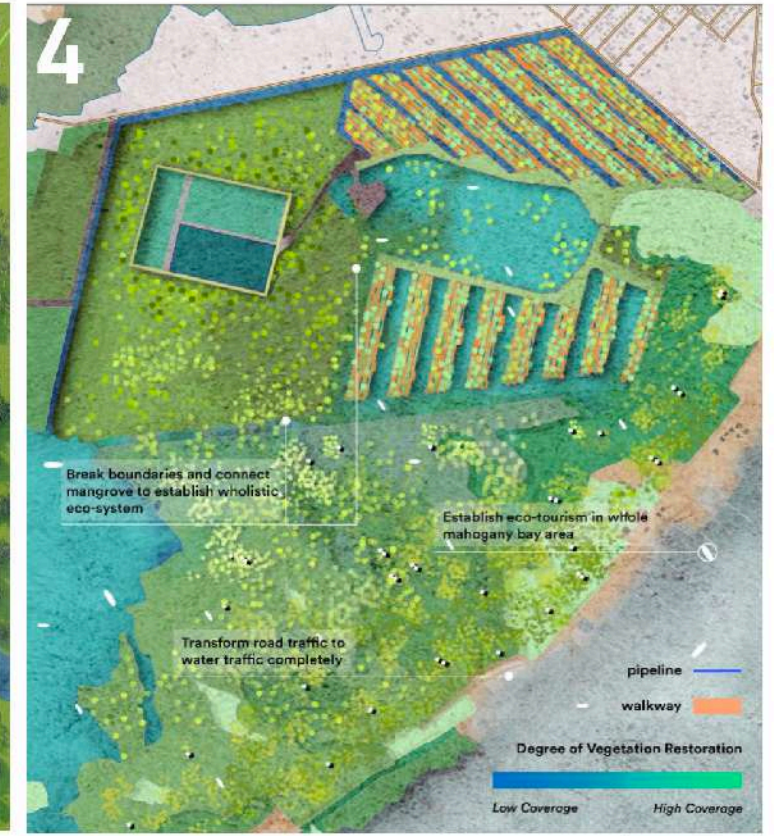 4
Break boundaries and connect
mangrove to establish wholistic
eco-system
Establish eco-tourism in whole
mahogany bay area
Transform road traffic to
water traffic completely
pipeline
walkway
Degree of Vegetation Restoration
Low Coverage High Coverage